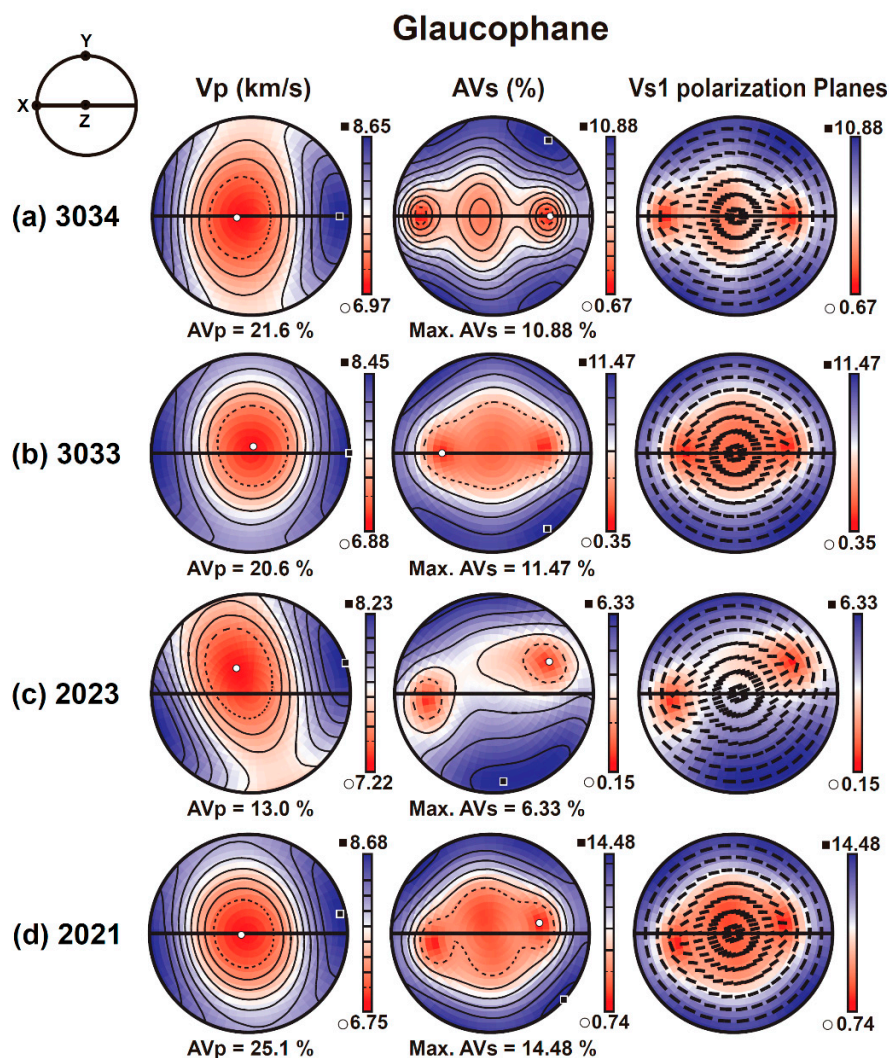 Glaucophane
Y
X
Z
Vp (km/s)
AVs (%)
Vs1 polarization Planes
(a) 3034
8.65
6.97
AVp = 21.6 %
10.88
0.67
Max. AVs = 10.88 %
10.88
0.67
(b) 3033
8.45
6.88
AVp = 20.6 %
11.47
0.35
Max. AVs = 11.47 %
11.47
0.35
(c) 2023
8.23
7.22
AVp = 13.0 %
6.33
0.15
Max. AVs = 6.33 %
6.33
0.15
(d) 2021
8.68
6.75
AVp = 25.1 %
14.48
0.74
Max. AVs = 14.48 %
14.48
0.74